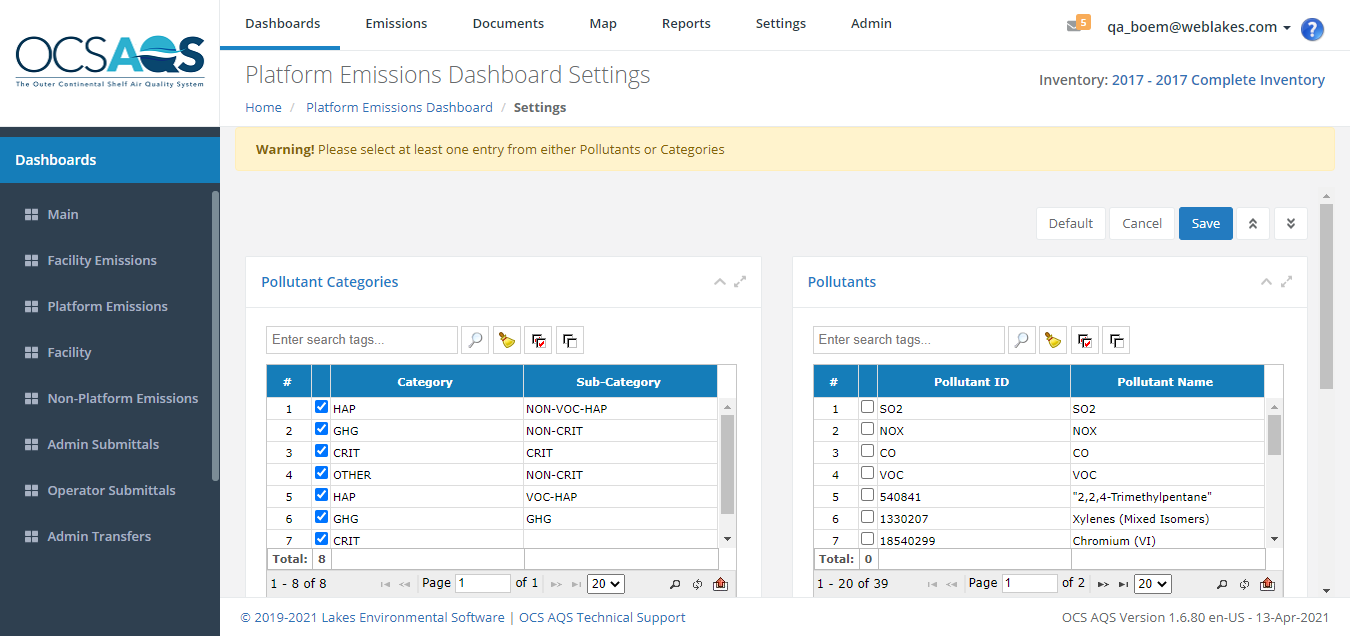 OCSAQS
The Outer Continental Shelf Air Quality System
Dashboards Emissions Documents Map Reports Settings Admin
5 qa_boem@weblakes.com ?
Platform Emissions Dashboard Settings
Inventory: 2017 - 2017 Complete Inventory
Home / Platform Emissions Dashboard / Settings
Warning! Please select at least one entry from either Pollutants or Categories
Dashboards
Main
Facility Emissions
Platform Emissions
Facility
Non-Platform Emissions
Admin Submittals
Operator Submittals
Admin Transfers
Default Cancel Save
Pollutant Categories
Enter search tags...
# Category Sub-Category
1 HAP NON-VOC-HAP
2 GHG NON-CRIT
3 CRIT CRIT
4 OTHER NON-CRIT
5 HAP VOC-HAP
6 GHG GHG
7 CRIT
Total: 8
1 - 8 of 8 Page 1 of 1 20
Pollutants
Enter search tags...
# Pollutant ID Pollutant Name
1 SO2 SO2
2 NOX NOX
3 CO CO
4 VOC VOC
5 540841 "2,2,4-Trimethylpentane"
6 1330207 Xylenes (Mixed Isomers)
7 18540299 Chromium (VI)
Total: 0
1 - 20 of 39 Page 1 of 2 20
© 2019-2021 Lakes Environmental Software | OCS AQS Technical Support
OCS AQS Version 1.6.80 en-US - 13-Apr-2021